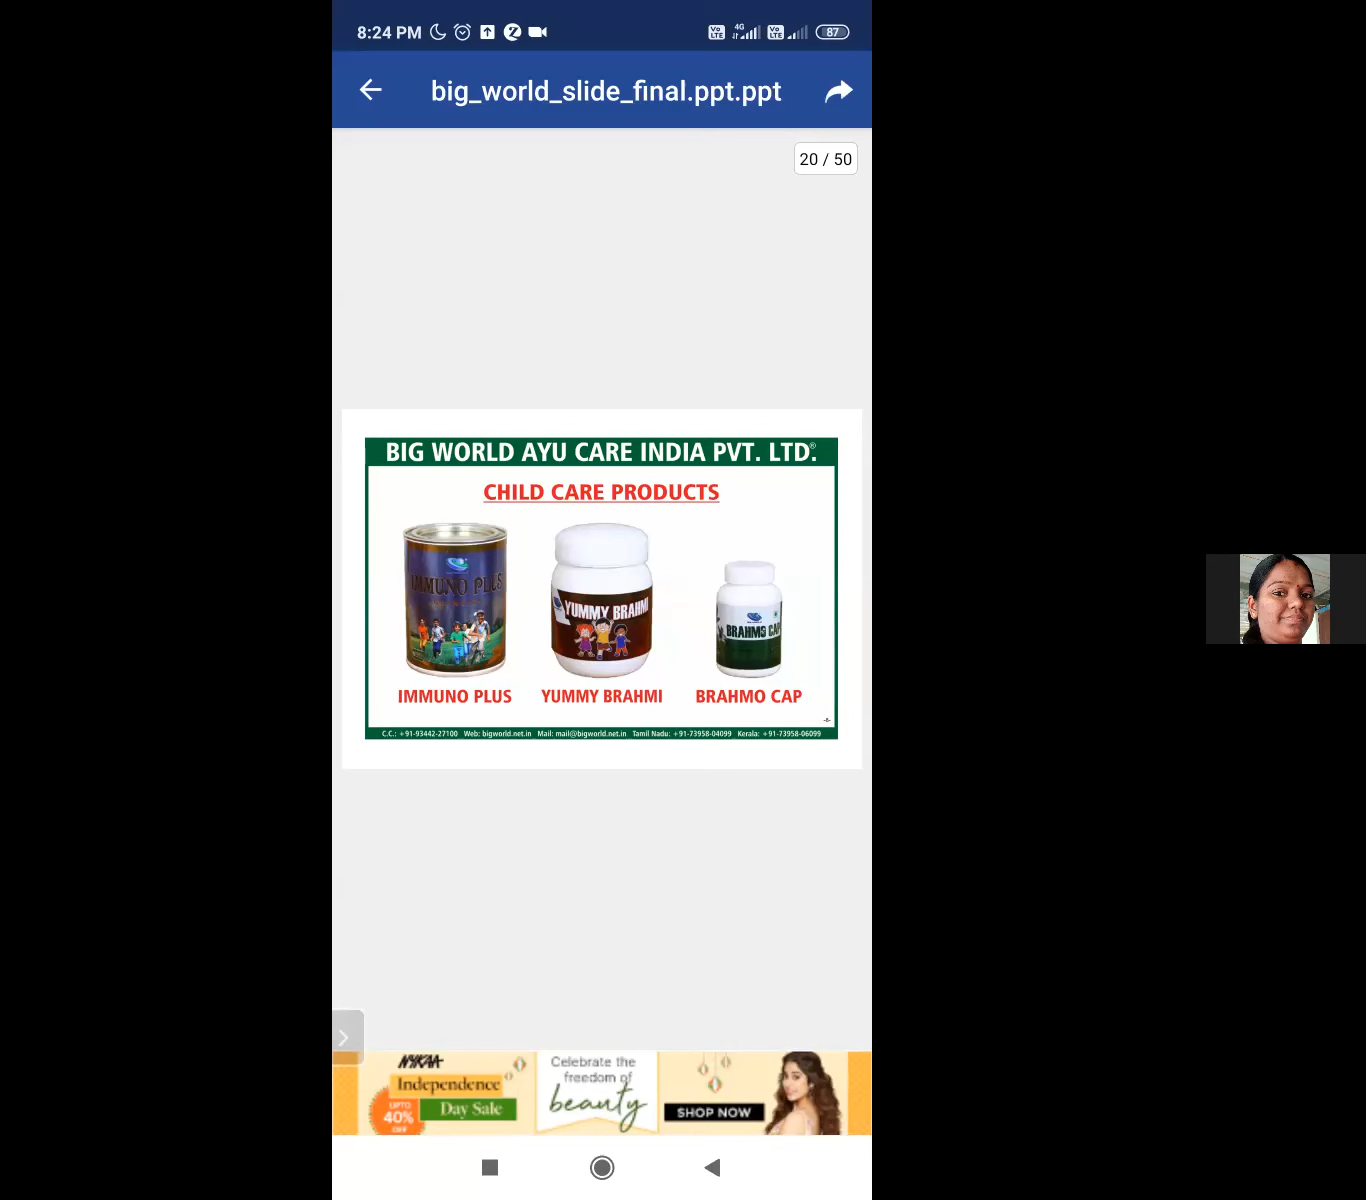 8:24 PM
4G
87
big_world_slide_final.ppt.ppt
20 / 50
BIG WORLD AYU CARE INDIA PVT. LTD.®
CHILD CARE PRODUCTS
IMMUNO PLUS
YUMMY BRAHMI
BRAHMO CAP
IMMUNO PLUS YUMMY BRAHMI BRAHMO CAP
C.C.: +91-93442-27100 Web: bigworld.net.in Mail: mail@bigworld.net.in Tamil Nadu: +91-73958-04099 Kerala: +91-73958-06099
NYKAA
Independence
Day Sale
UPTO
40%
OFF
Celebrate the
freedom of
beauty
SHOP NOW